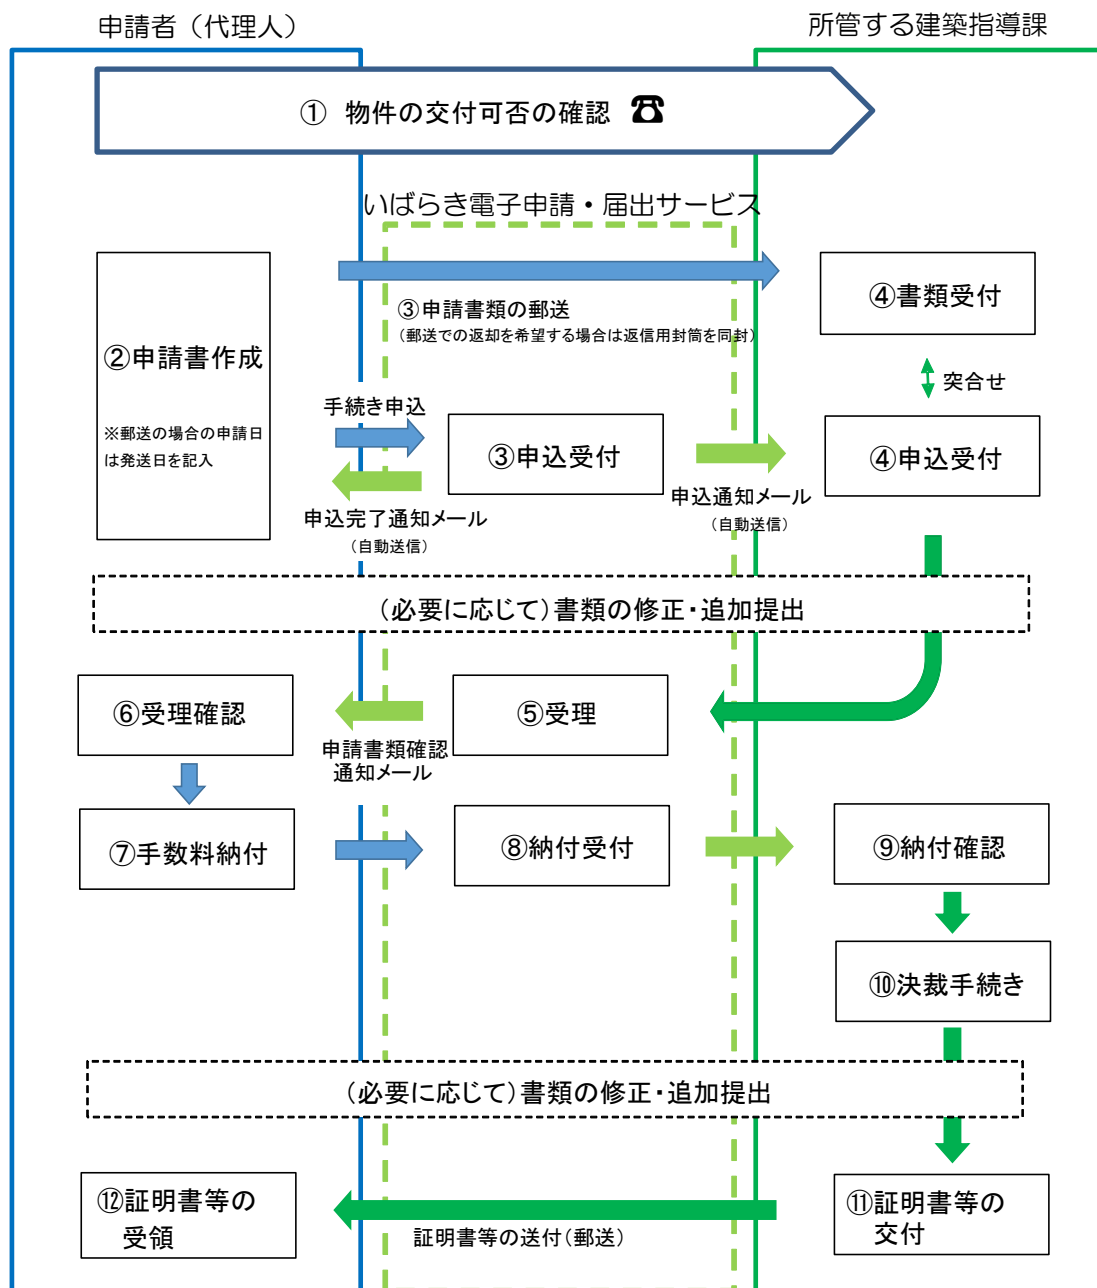 申請者（代理人）
所管する建築指導課
① 物件の交付可否の確認 ☎
いばらき電子申請・届出サービス
③申請書類の郵送
（郵送での返却を希望する場合は返信用封筒を同封）
④書類受付
②申請書作成
※郵送の場合の申請日
は発送日を記入
突合せ
手続き申込
③申込受付
④申込受付
申込完了通知メール
（自動送信）
申込通知メール
（自動送信）
（必要に応じて）書類の修正・追加提出
⑥受理確認
⑤受理
申請書類確認
通知メール
⑦手数料納付
⑧納付受付
⑨納付確認
⑩決裁手続き
（必要に応じて）書類の修正・追加提出
⑫証明書等の
受領
証明書等の送付（郵送）
⑪証明書等の
交付